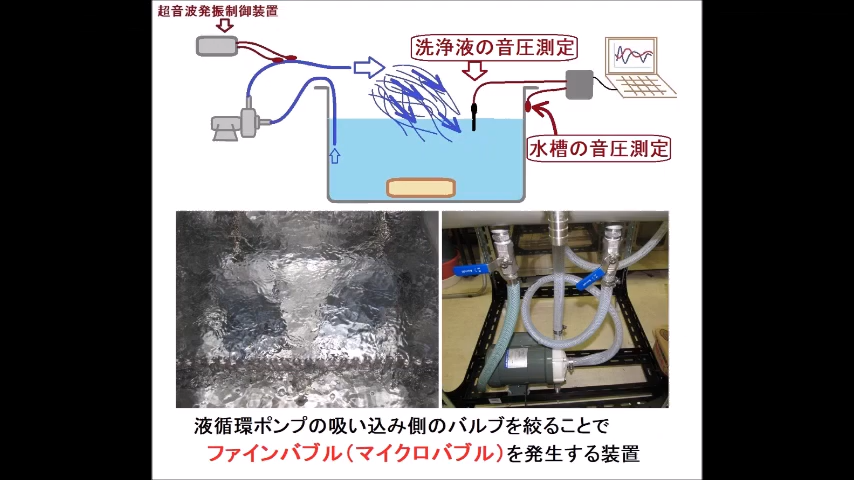 超音波発振制御装置
洗浄液の音圧測定
水槽の音圧測定
液循環ポンプの吸い込み側のバルブを絞ることで
ファインバブル（マイクロバブル）を発生する装置